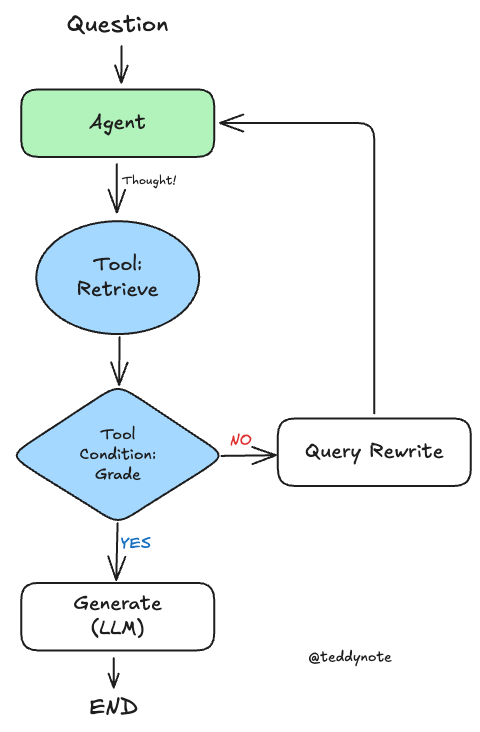 Question
Agent
Thought!
Tool:
Retrieve
Tool
Condition:
Grade
NO
Query Rewrite
YES
Generate
(LLM)
@teddynote
END